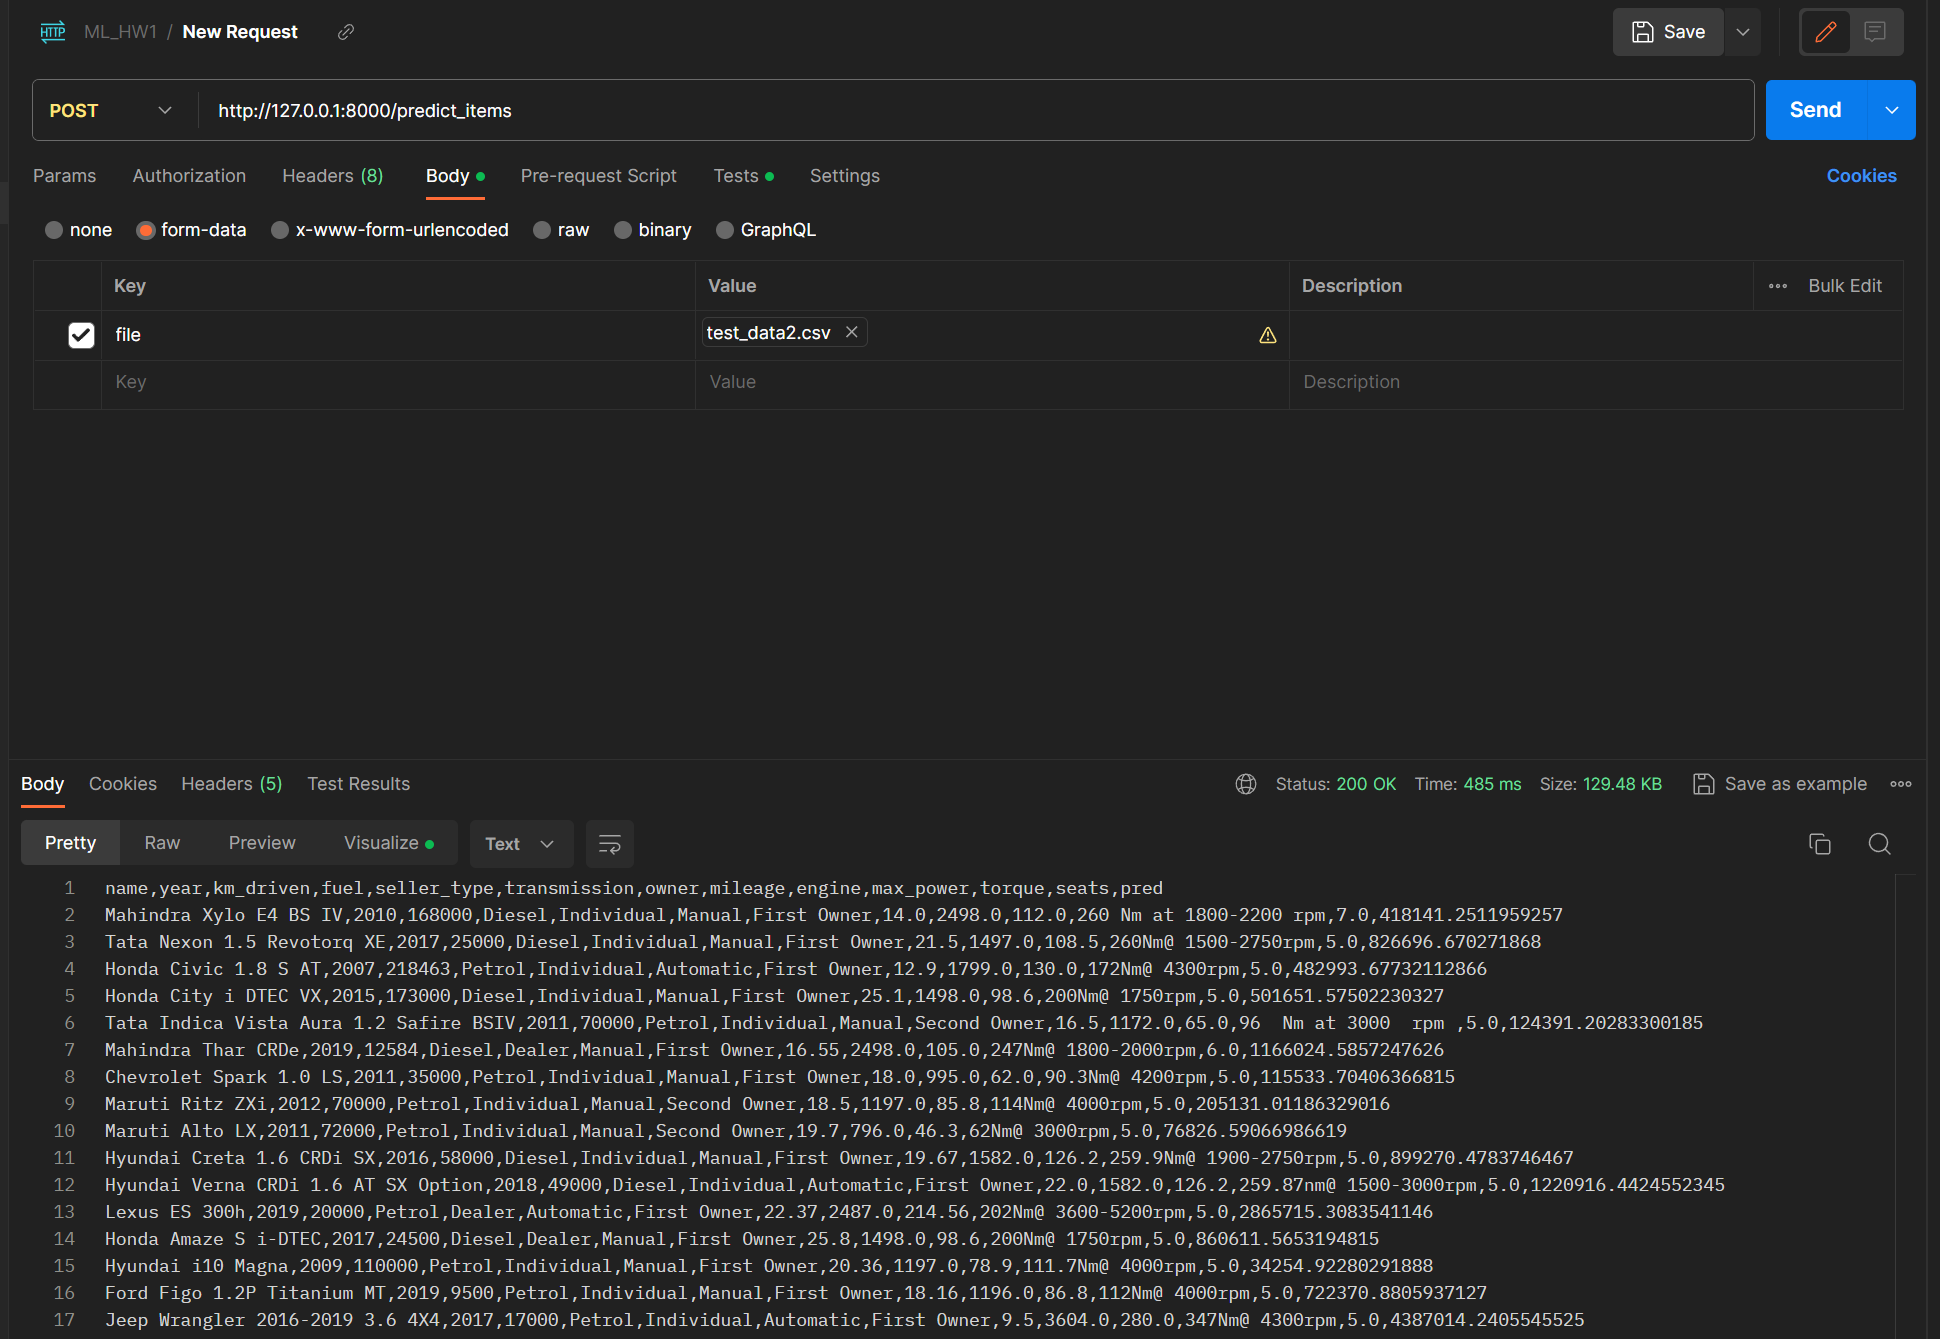 HTTP ML_HW1 / New Request Save
POST http://127.0.0.1:8000/predict_items Send
Params Authorization Headers (8) Body Pre-request Script Tests Settings Cookies
none form-data x-www-form-urlencoded raw binary GraphQL
Key Value Description Bulk Edit
file test_data2.csv
Key Value Description
Body Cookies Headers (5) Test Results Status: 200 OK Time: 485 ms Size: 129.48 KB Save as example
Pretty Raw Preview Visualize Text
1 name,year,km_driven,fuel,seller_type,transmission,owner,mileage,engine,max_power,torque,seats,pred
2 Mahindra Xylo E4 BS IV,2010,168000,Diesel,Individual,Manual,First Owner,14.0,2498.0,112.0,260 Nm at 1800-2200 rpm,7.0,418141.2511959257
3 Tata Nexon 1.5 Revotorq XE,2017,25000,Diesel,Individual,Manual,First Owner,21.5,1497.0,108.5,260Nm@ 1500-2750rpm,5.0,826696.670271868
4 Honda Civic 1.8 S AT,2007,218463,Petrol,Individual,Automatic,First Owner,12.9,1799.0,130.0,172Nm@ 4300rpm,5.0,482993.67732112866
5 Honda City i DTEC VX,2015,173000,Diesel,Individual,Manual,First Owner,25.1,1498.0,98.6,200Nm@ 1750rpm,5.0,501651.57502230327
6 Tata Indica Vista Aura 1.2 Safire BSIV,2011,70000,Petrol,Individual,Manual,Second Owner,16.5,1172.0,65.0,96  Nm at 3000  rpm ,5.0,124391.20283300185
7 Mahindra Thar CRDe,2019,12584,Diesel,Dealer,Manual,First Owner,16.55,2498.0,105.0,247Nm@ 1800-2000rpm,6.0,1166024.5857247626
8 Chevrolet Spark 1.0 LS,2011,35000,Petrol,Individual,Manual,First Owner,18.0,995.0,62.0,90.3Nm@ 4200rpm,5.0,115533.70406366815
9 Maruti Ritz ZXi,2012,70000,Petrol,Individual,Manual,Second Owner,18.5,1197.0,85.8,114Nm@ 4000rpm,5.0,205131.01186329016
10 Maruti Alto LX,2011,72000,Petrol,Individual,Manual,Second Owner,19.7,796.0,46.3,62Nm@ 3000rpm,5.0,76826.59066986619
11 Hyundai Creta 1.6 CRDi SX,2016,58000,Diesel,Individual,Manual,First Owner,19.67,1582.0,126.2,259.9Nm@ 1900-2750rpm,5.0,899270.4783746467
12 Hyundai Verna CRDi 1.6 AT SX Option,2018,49000,Diesel,Individual,Automatic,First Owner,22.0,1582.0,126.2,259.87nm@ 1500-3000rpm,5.0,1220916.4424552345
13 Lexus ES 300h,2019,20000,Petrol,Dealer,Automatic,First Owner,22.37,2487.0,214.56,202Nm@ 3600-5200rpm,5.0,2865715.3083541146
14 Honda Amaze S i-DTEC,2017,24500,Diesel,Dealer,Manual,First Owner,25.8,1498.0,98.6,200Nm@ 1750rpm,5.0,860611.5653194815
15 Hyundai i10 Magna,2009,110000,Petrol,Individual,Manual,First Owner,20.36,1197.0,78.9,111.7Nm@ 4000rpm,5.0,34254.92280291888
16 Ford Figo 1.2P Titanium MT,2019,9500,Petrol,Individual,Manual,First Owner,18.16,1196.0,86.8,112Nm@ 4000rpm,5.0,722370.8805937127
17 Jeep Wrangler 2016-2019 3.6 4X4,2017,17000,Petrol,Individual,Automatic,First Owner,9.5,3604.0,280.0,347Nm@ 4300rpm,5.0,4387014.2405545525